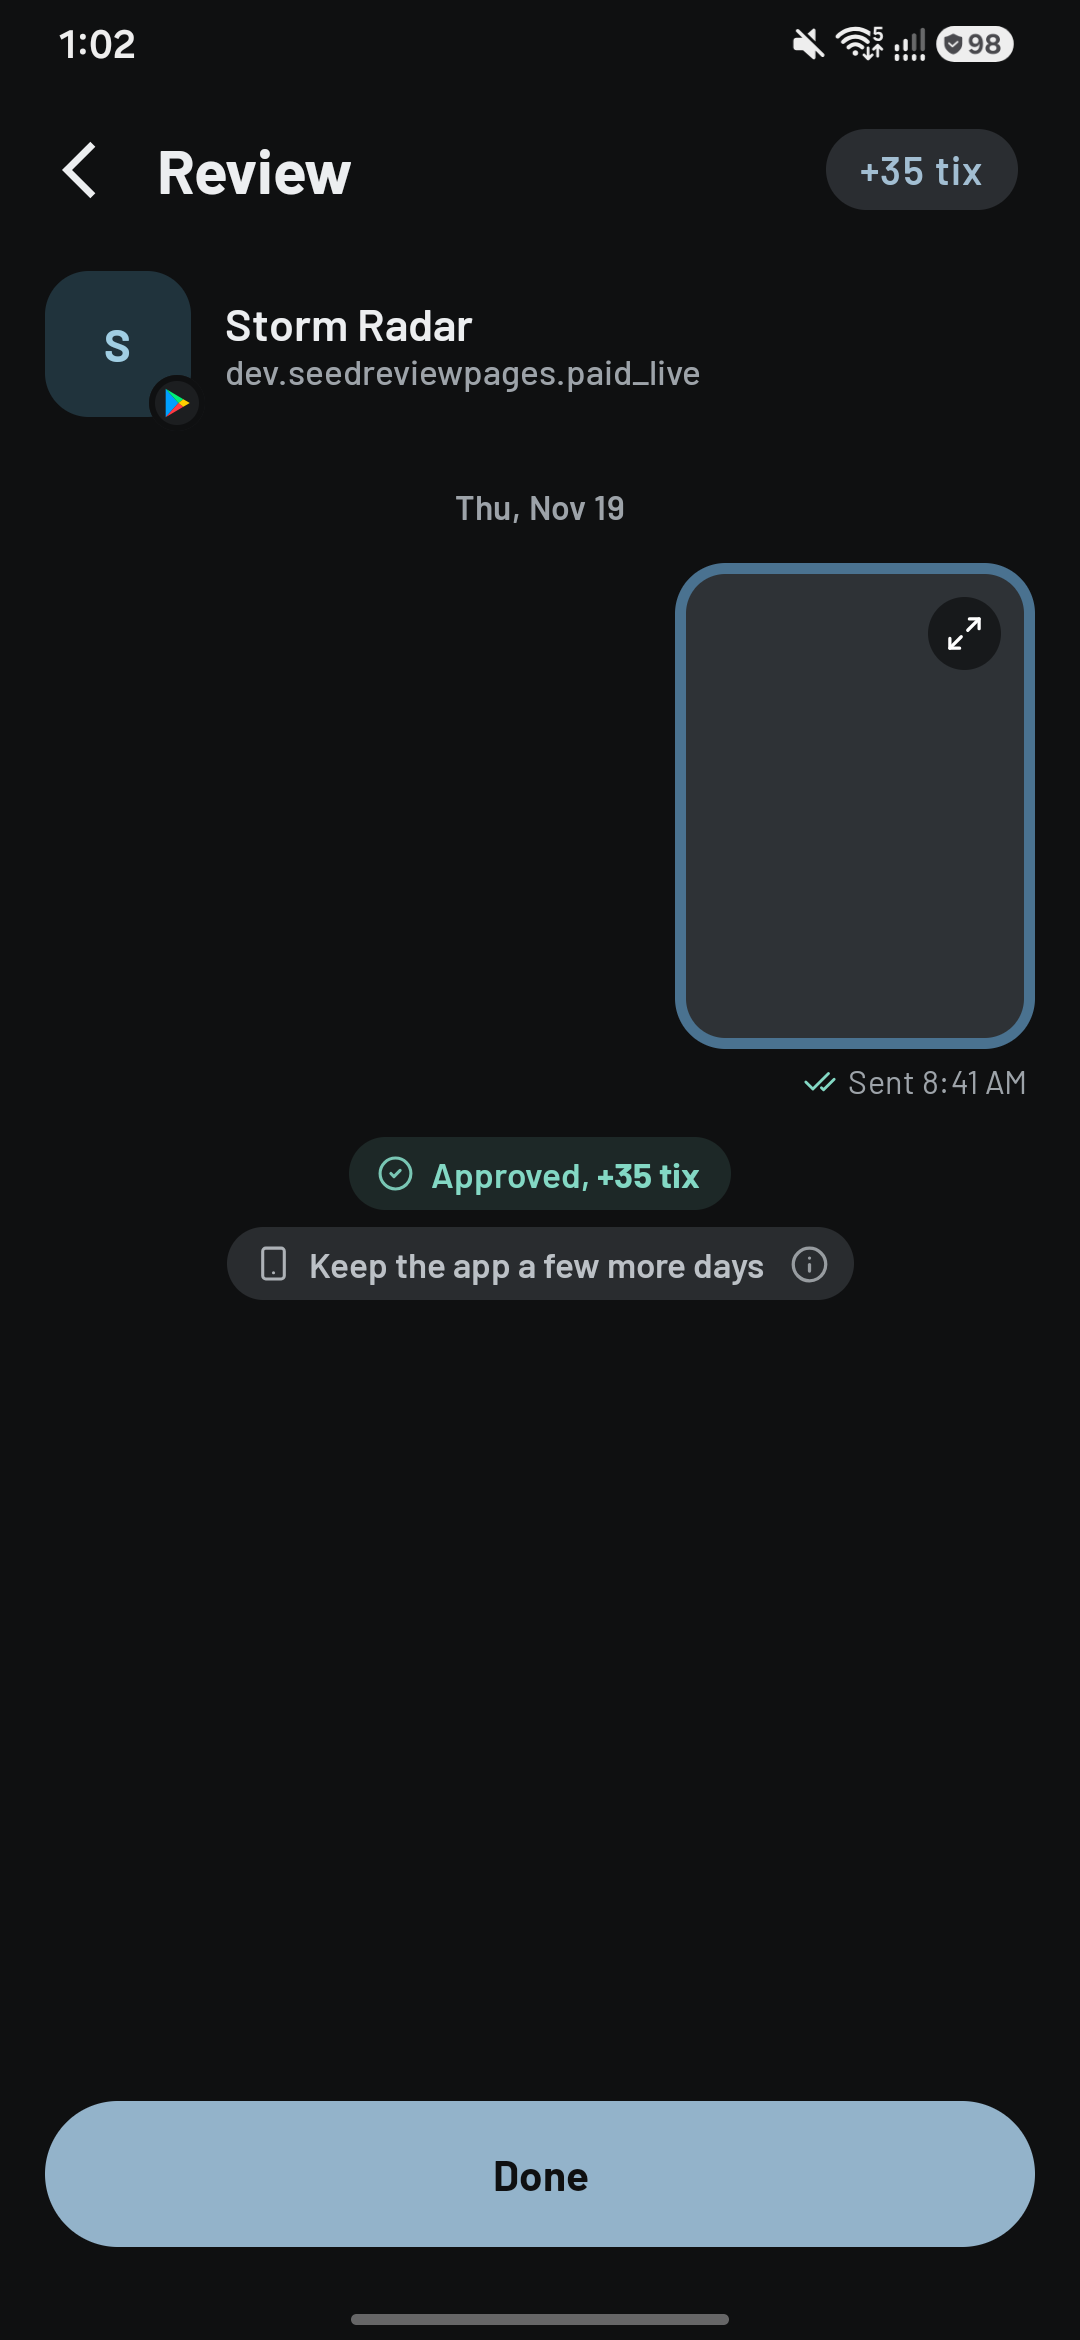 1:02
5
98
Review
+35 tix
S
Storm Radar
dev.seedreviewpages.paid_live
Thu, Nov 19
Sent 8:41 AM
Approved, +35 tix
Keep the app a few more days
Done